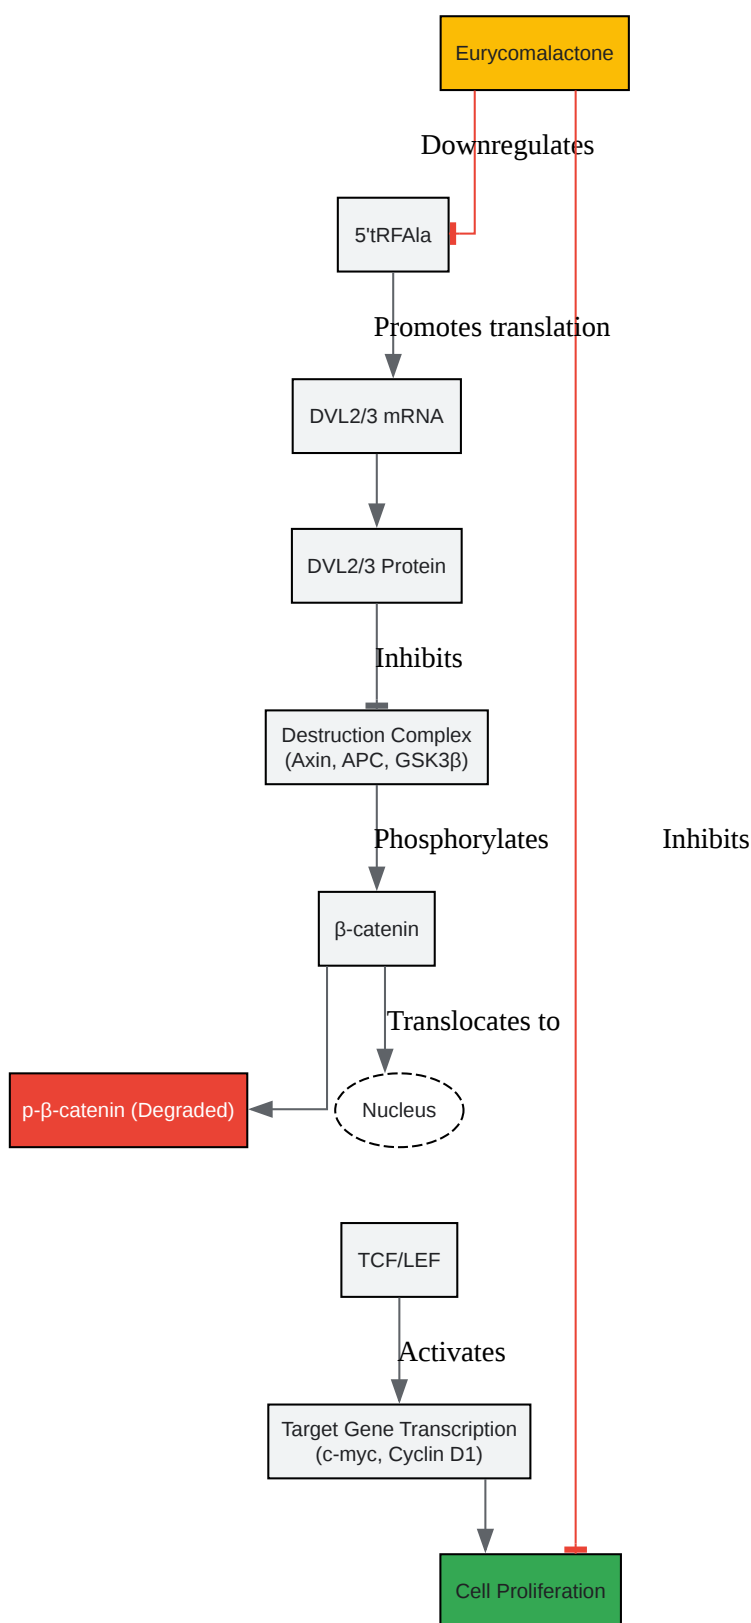 Eurycomalactone
Downregulates
5'tRFAla
Promotes translation
DVL2/3 mRNA
DVL2/3 Protein
Inhibits
Destruction Complex
(Axin, APC, GSK3β)
Phosphorylates
Inhibits
β-catenin
Translocates to
p-β-catenin (Degraded)
Nucleus
TCF/LEF
Activates
Target Gene Transcription
(c-myc, Cyclin D1)
Cell Proliferation